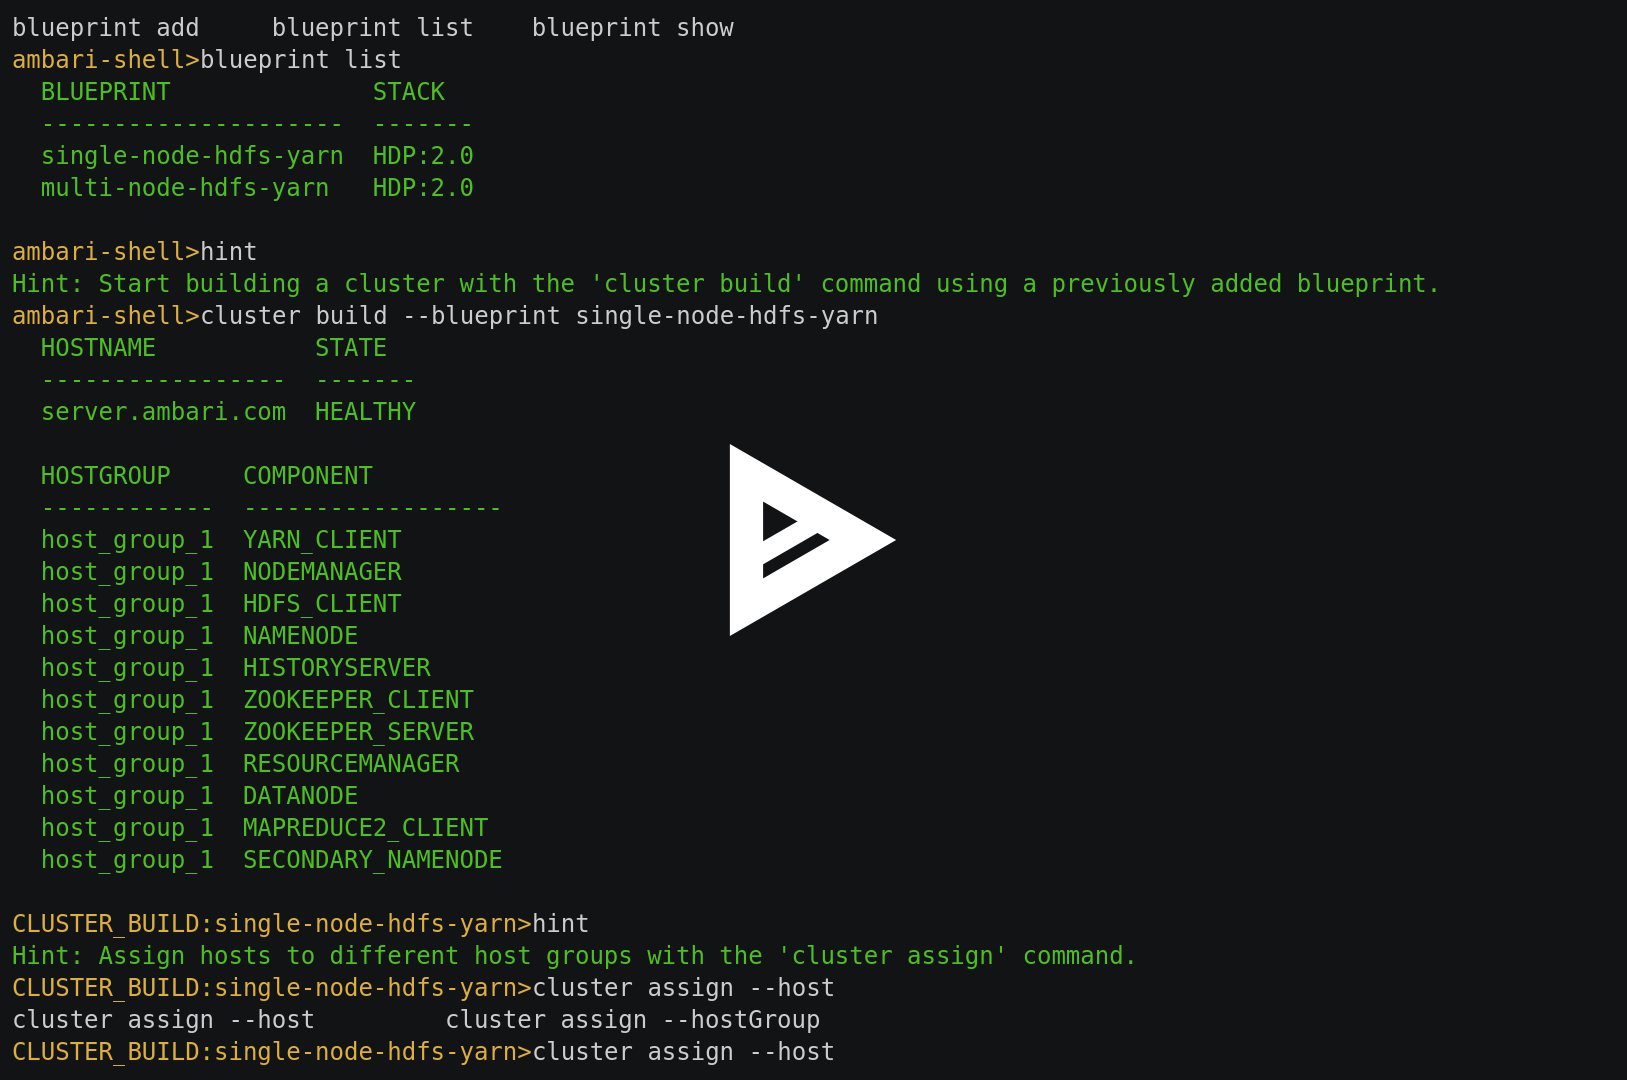 blueprint add     blueprint list    blueprint show
ambari-shell>blueprint list
  BLUEPRINT              STACK
  ---------------------  -------
  single-node-hdfs-yarn  HDP:2.0
  multi-node-hdfs-yarn   HDP:2.0

ambari-shell>hint
Hint: Start building a cluster with the 'cluster build' command using a previously added blueprint.
ambari-shell>cluster build --blueprint single-node-hdfs-yarn
  HOSTNAME           STATE
  -----------------  -------
  server.ambari.com  HEALTHY

  HOSTGROUP     COMPONENT
  ------------  ------------------
  host_group_1  YARN_CLIENT
  host_group_1  NODEMANAGER
  host_group_1  HDFS_CLIENT
  host_group_1  NAMENODE
  host_group_1  HISTORYSERVER
  host_group_1  ZOOKEEPER_CLIENT
  host_group_1  ZOOKEEPER_SERVER
  host_group_1  RESOURCEMANAGER
  host_group_1  DATANODE
  host_group_1  MAPREDUCE2_CLIENT
  host_group_1  SECONDARY_NAMENODE

CLUSTER_BUILD:single-node-hdfs-yarn>hint
Hint: Assign hosts to different host groups with the 'cluster assign' command.
CLUSTER_BUILD:single-node-hdfs-yarn>cluster assign --host
cluster assign --host         cluster assign --hostGroup
CLUSTER_BUILD:single-node-hdfs-yarn>cluster assign --host